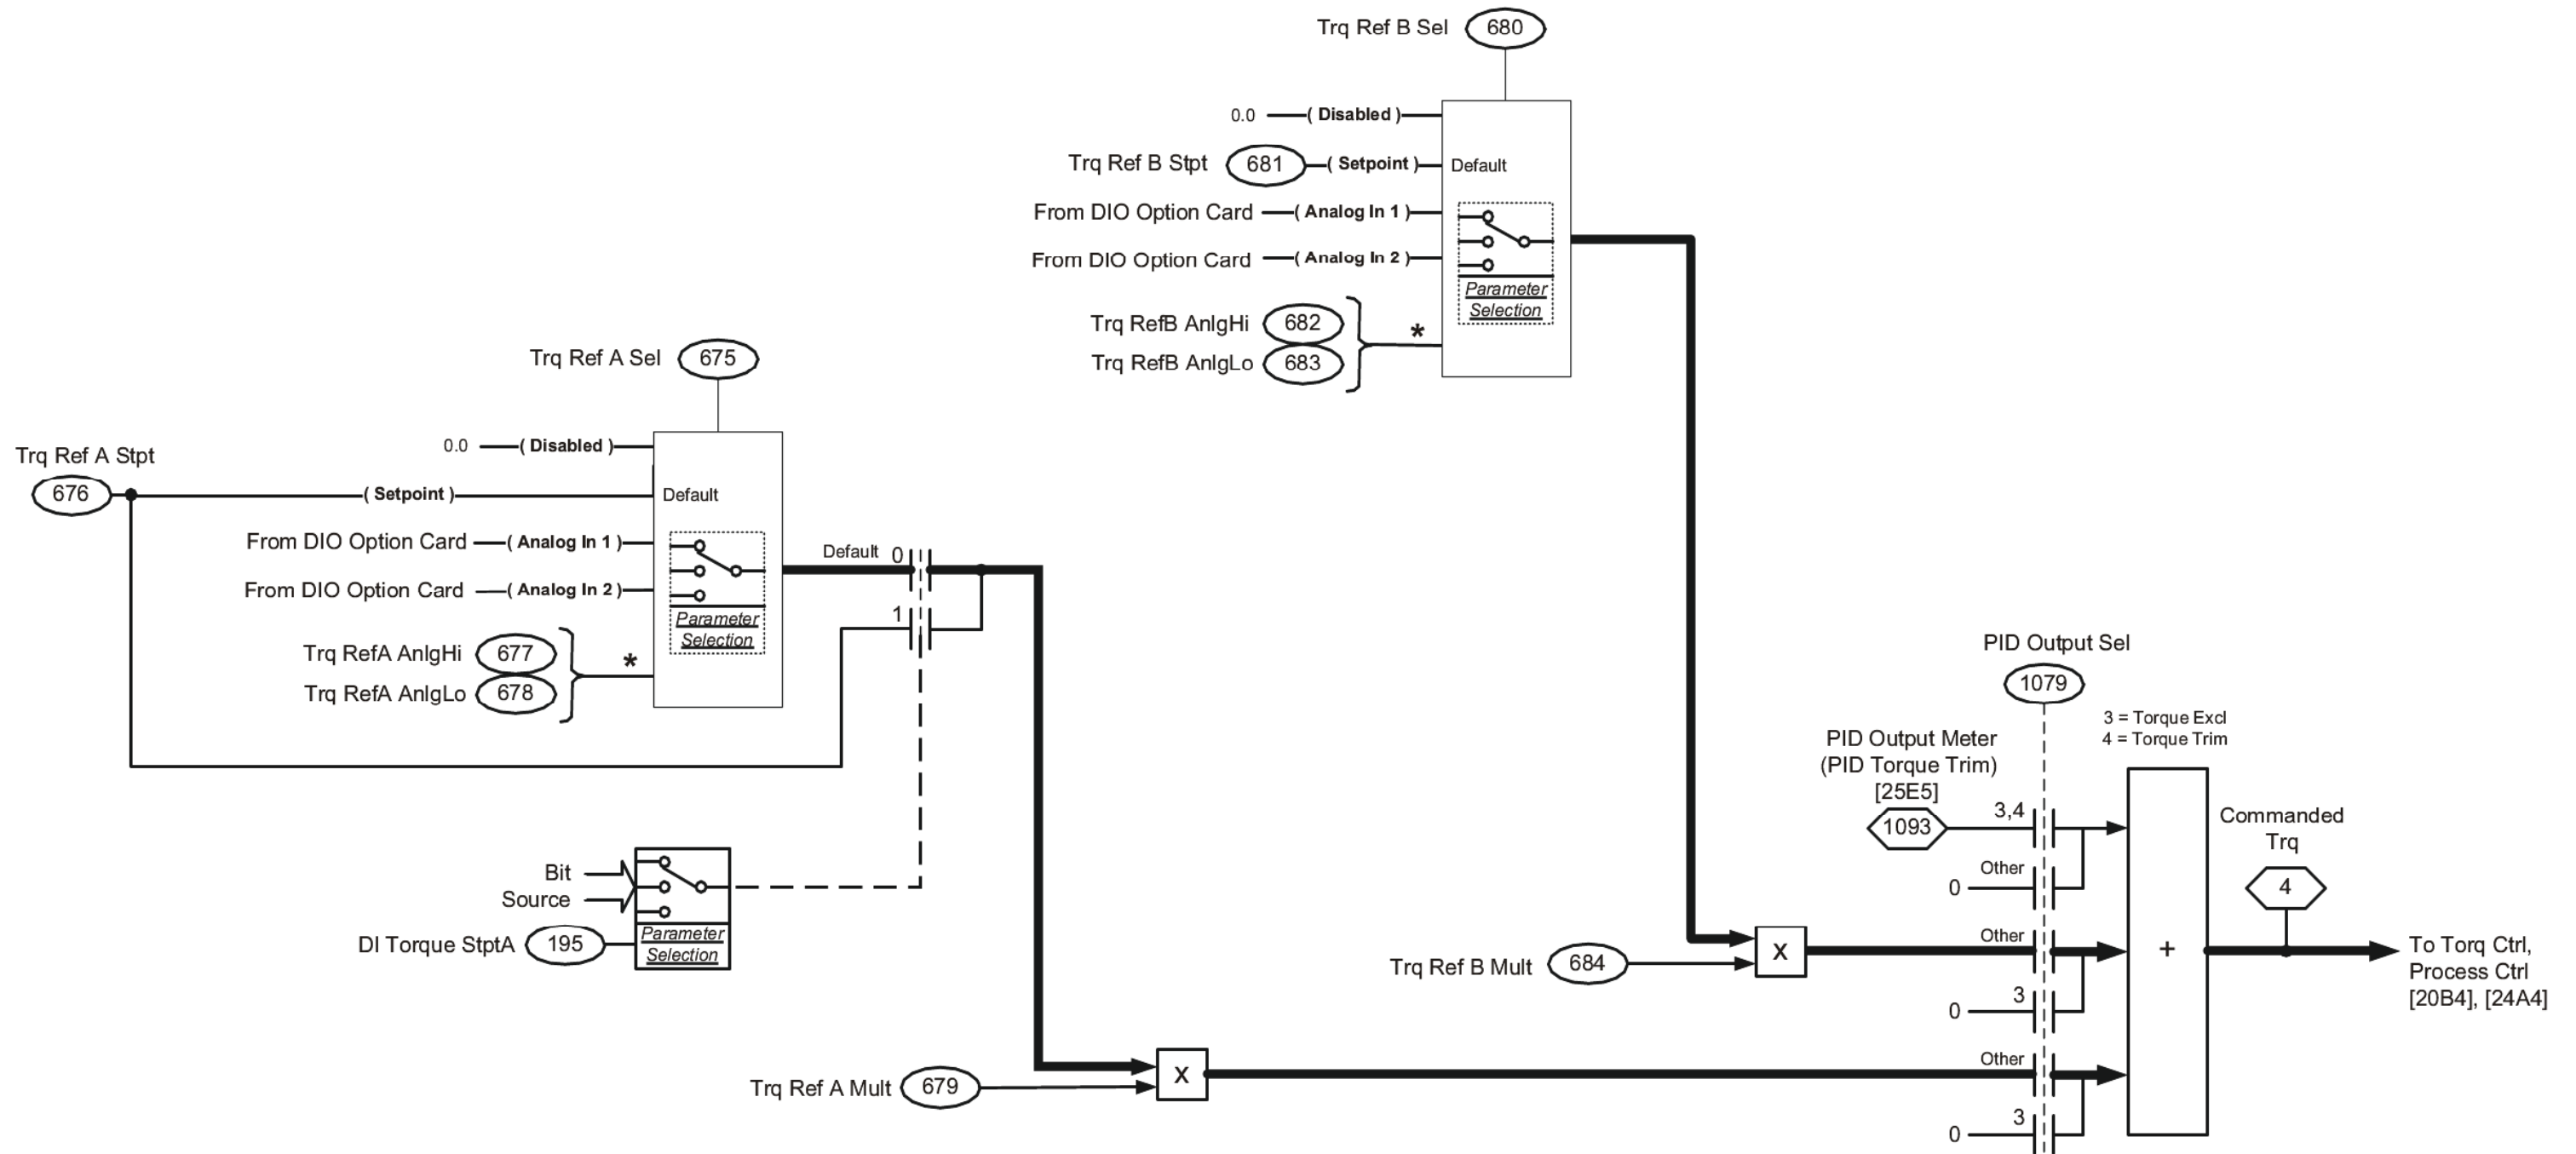 Trq Ref B Sel 680
0.0 ( Disabled )
Trq Ref B Stpt 681 ( Setpoint ) Default
From DIO Option Card ( Analog In 1 )
From DIO Option Card ( Analog In 2 )
Parameter
Selection
Trq RefB AnlgHi 682
*
Trq RefB AnlgLo 683
Trq Ref A Sel 675
0.0 ( Disabled )
Trq Ref A Stpt
676 ( Setpoint ) Default
From DIO Option Card ( Analog In 1 )
From DIO Option Card ( Analog In 2 )
Parameter
Selection
Trq RefA AnlgHi 677
*
Trq RefA AnlgLo 678
Default 0
1
Bit
Source
DI Torque StptA 195
Parameter
Selection
PID Output Sel
1079
3 = Torque Excl
4 = Torque Trim
PID Output Meter
(PID Torque Trim)
[25E5]
1093 3,4
Other
0
Commanded
Trq
4
Trq Ref B Mult 684 X
Other
3
0
+
To Torq Ctrl,
Process Ctrl
[20B4], [24A4]
Trq Ref A Mult 679 X
Other
3
0